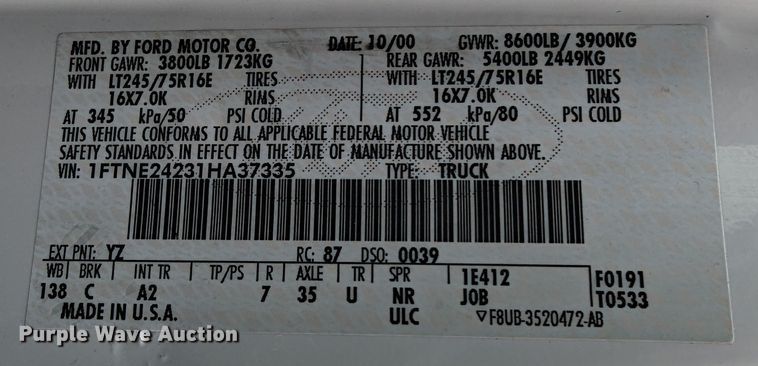 MFD. BY FORD MOTOR CO. DATE: 10/00 GVWR: 8600LB/ 3900KG
FRONT GAWR: 3800LB 1723KG REAR GAWR: 5400LB 2449KG
WITH LT245/75R16E TIRES WITH LT245/75R16E TIRES
16X7.0K RIMS 16X7.0K RIMS
AT 345 kPa/50 PSI COLD AT 552 kPa/80 PSI COLD
THIS VEHICLE CONFORMS TO ALL APPLICABLE FEDERAL MOTOR VEHICLE
SAFETY STANDARDS IN EFFECT ON THE DATE OF MANUFACTURE SHOWN ABOVE.
VIN: 1FTNE24231HA37335 TYPE: TRUCK
EXT PNT: YZ RC: 87 DSO: 0039
WB BRK INT TR TP/PS R AXLE TR SPR 1E412 F0191
138 C A2 7 35 U NR JOB T0533
MADE IN U.S.A. ULC ▽F8UB-3520472-AB
Purple Wave Auction